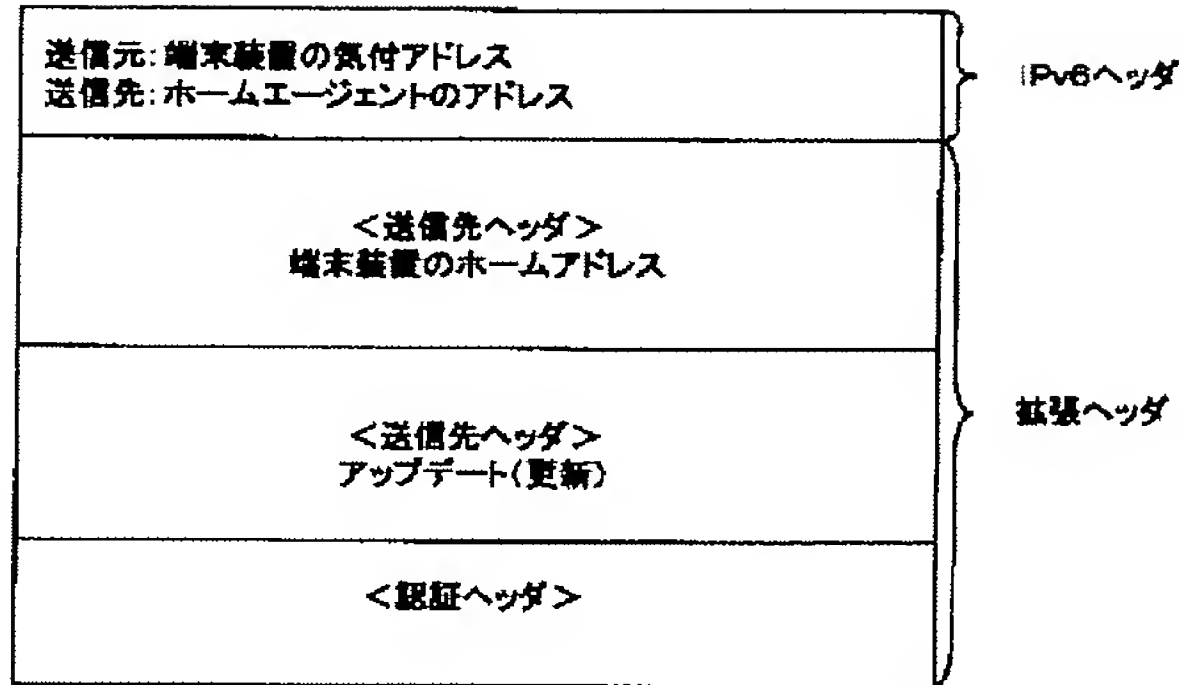 送信元:端末装置の気付アドレス
送信先:ホームエージェントのアドレス
IPv6ヘッダ
<送信先ヘッダ>
端末装置のホームアドレス
<送信先ヘッダ>
アップデート(更新)
拡張ヘッダ
<認証ヘッダ>